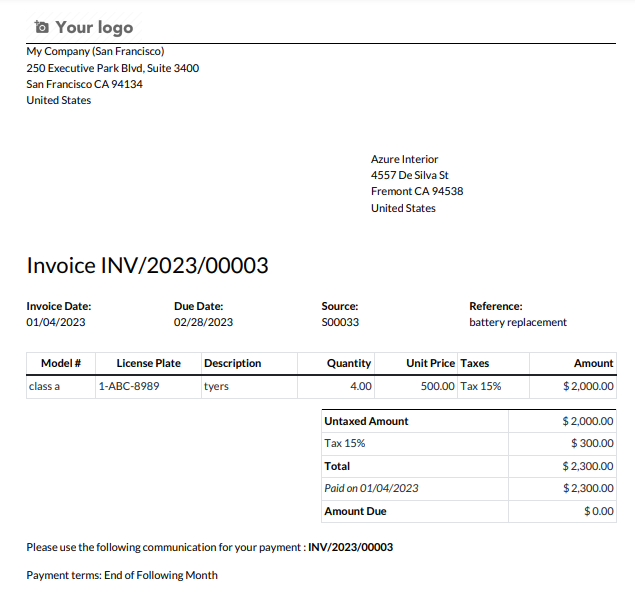 Your logo
My Company (San Francisco)
250 Executive Park Blvd, Suite 3400
San Francisco CA 94134
United States
Azure Interior
4557 De Silva St
Fremont CA 94538
United States
Invoice INV/2023/00003
Invoice Date: Due Date: Source: Reference:
01/04/2023 02/28/2023 S00033 battery replacement
Model # License Plate Description Quantity Unit Price Taxes Amount
class a 1-ABC-8989 tyers 4.00 500.00 Tax 15% $ 2,000.00
Untaxed Amount $ 2,000.00
Tax 15% $ 300.00
Total $ 2,300.00
Paid on 01/04/2023 $ 2,300.00
Amount Due $ 0.00
Please use the following communication for your payment : INV/2023/00003
Payment terms: End of Following Month